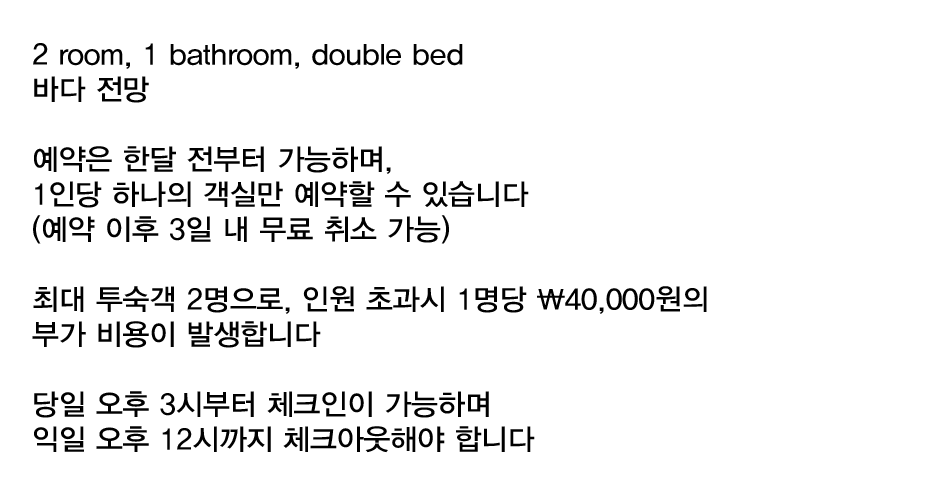 2 room, 1 bathroom, double bed
바다 전망
예약은 한달 전부터 가능하며,
1인당 하나의 객실만 예약할 수 있습니다
(예약 이후 3일 내 무료 취소 가능)
최대 투숙객 2명으로, 인원 초과시 1명당 ₩40,000원의
부가 비용이 발생합니다
당일 오후 3시부터 체크인이 가능하며
익일 오후 12시까지 체크아웃해야 합니다